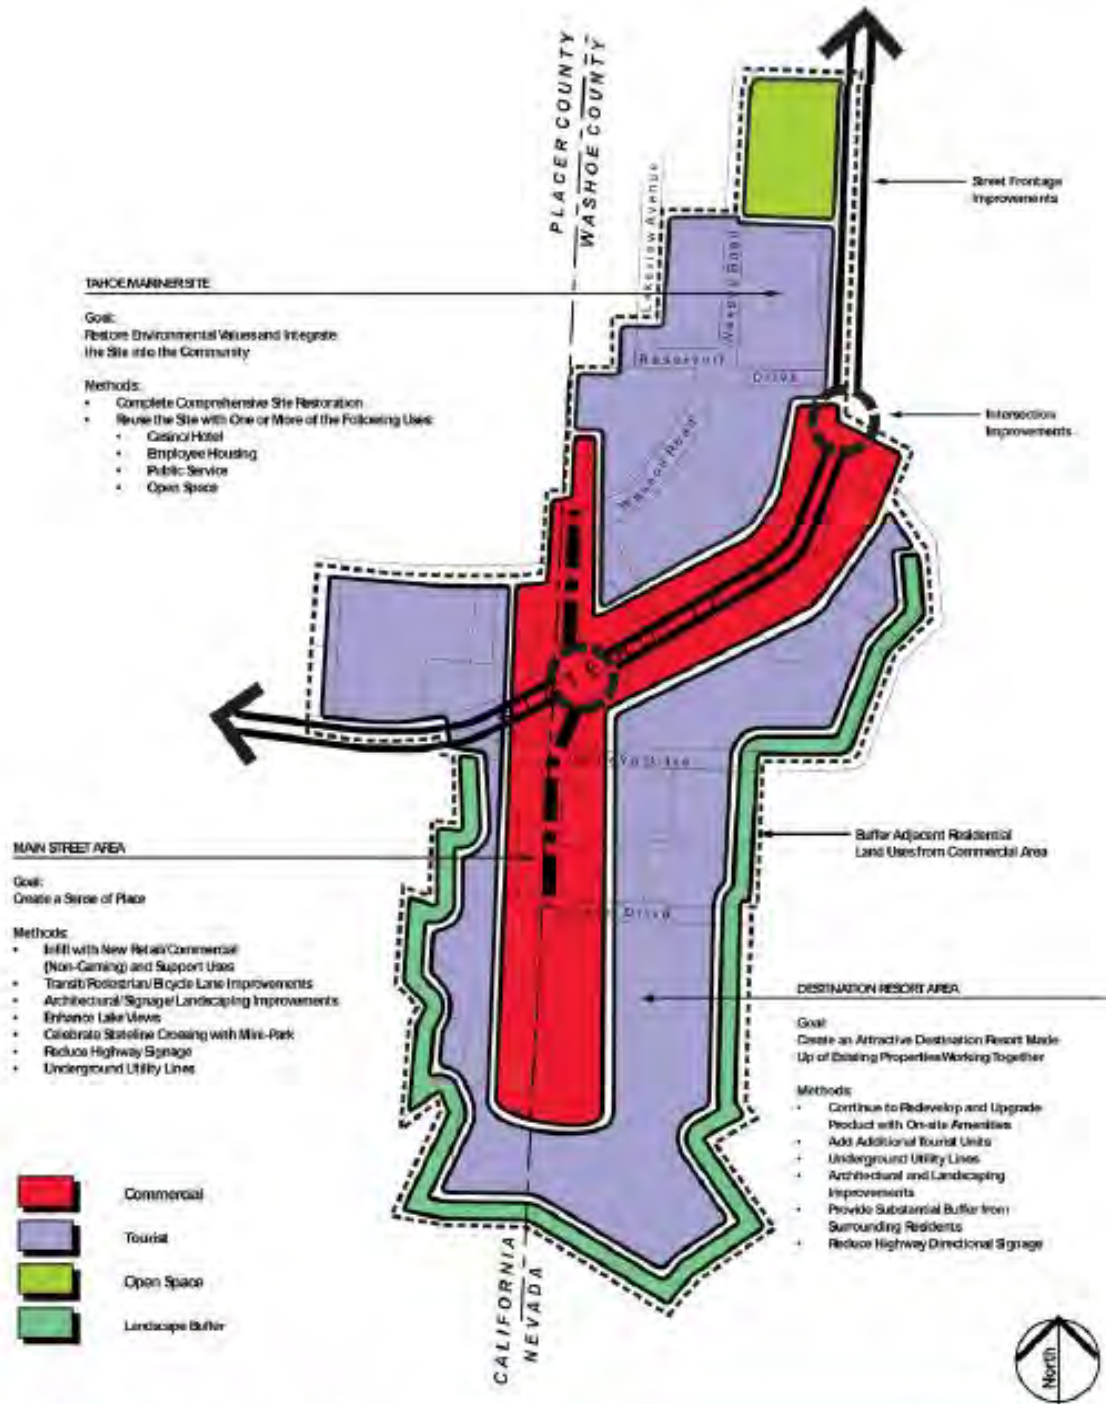 PLACER COUNTY
WASHOE COUNTY
Street Frontage
Improvements
Lakeview Avenue
Wassou Road
TAHOE MARINER SITE
Goal:
Restore Environmental Values and Integrate
the Site into the Community
Methods:
• Complete Comprehensive Site Restoration
• Reuse the Site with One or More of the Following Uses:
• Casino/Hotel
• Employee Housing
• Public Service
• Open Space
Reservoir
Drive
Intersection
Improvements
Wassou Road
Drive
Buffer Adjacent Residential
Land Uses from Commercial Area
MAIN STREET AREA
Goal:
Create a Sense of Place
Methods:
• Infill with New Retail/Commercial
(Non-Gaming) and Support Uses
• Transit/Pedestrian/Bicycle Lane Improvements
• Architectural/Signage/Landscaping Improvements
• Enhance Lake Views
• Celebrate Stateline Crossing with Mini-Park
• Reduce Highway Signage
• Underground Utility Lines
Drive
DESTINATION RESORT AREA
Goal:
Create an Attractive Destination Resort Made
Up of Existing Properties Working Together
Methods:
• Continue to Redevelop and Upgrade
Product with On-site Amenities
• Add Additional Tourist Units
• Underground Utility Lines
• Architectural and Landscaping
Improvements
• Provide Substantial Buffer from
Surrounding Residents
• Reduce Highway Directional Signage
Commercial
Tourist
Open Space
Landscape Buffer
CALIFORNIA
NEVADA
North